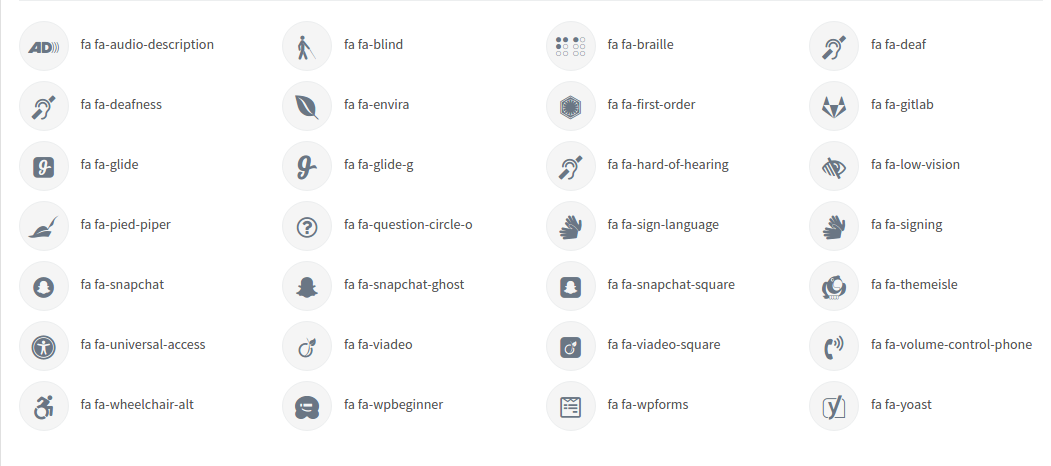 fa fa-audio-description
fa fa-blind
fa fa-braille
fa fa-deaf
fa fa-deafness
fa fa-envira
fa fa-first-order
fa fa-gitlab
fa fa-glide
fa fa-glide-g
fa fa-hard-of-hearing
fa fa-low-vision
fa fa-pied-piper
fa fa-question-circle-o
fa fa-sign-language
fa fa-signing
fa fa-snapchat
fa fa-snapchat-ghost
fa fa-snapchat-square
fa fa-themeisle
fa fa-universal-access
fa fa-viadeo
fa fa-viadeo-square
fa fa-volume-control-phone
fa fa-wheelchair-alt
fa fa-wpbeginner
fa fa-wpforms
fa fa-yoast